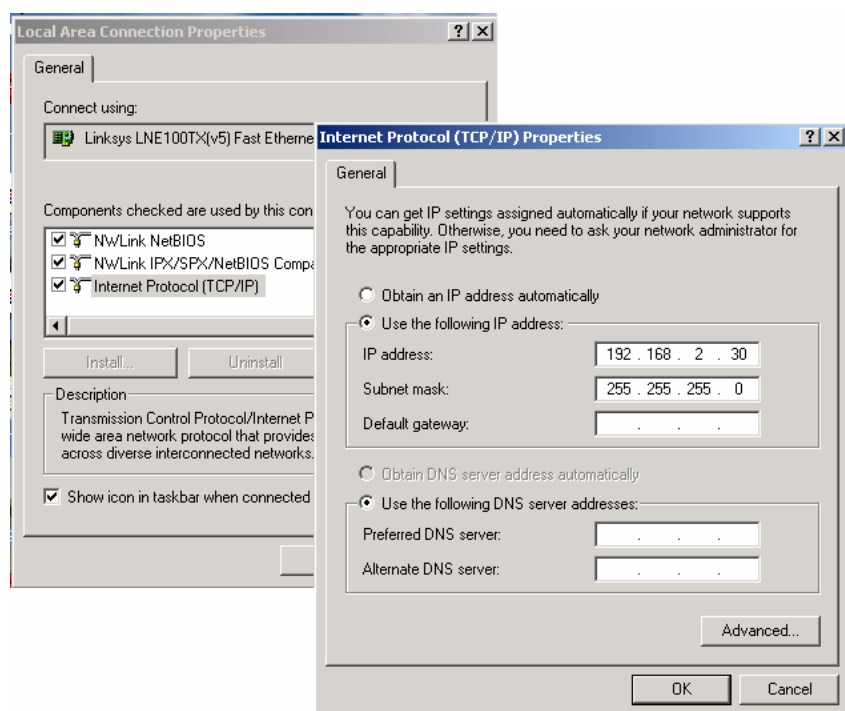 Local Area Connection Properties
General
Connect using:
Linksys LNE100TX(v5) Fast Etherne
Components checked are used by this con
NWLink NetBIOS
NWLink IPX/SPX/NetBIOS Compa
Internet Protocol (TCP/IP)
Install...
Uninstall
Description
Transmission Control Protocol/Internet P
wide area network protocol that provides
across diverse interconnected networks.
Show icon in taskbar when connected
Internet Protocol (TCP/IP) Properties
General
You can get IP settings assigned automatically if your network supports
this capability. Otherwise, you need to ask your network administrator for
the appropriate IP settings.
Obtain an IP address automatically
Use the following IP address:
IP address: 192 . 168 . 2 . 30
Subnet mask: 255 . 255 . 255 . 0
Default gateway: . . .
Obtain DNS server address automatically
Use the following DNS server addresses:
Preferred DNS server: . . .
Alternate DNS server: . . .
Advanced...
OK Cancel